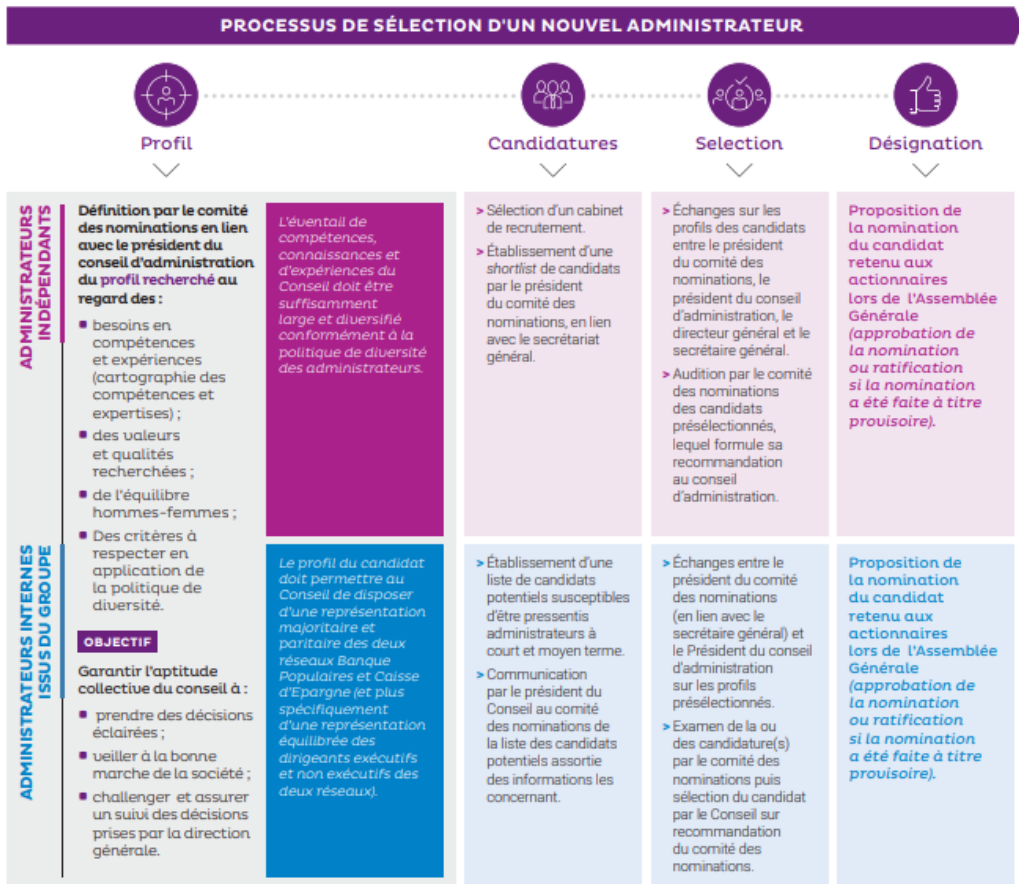 PROCESSUS DE SÉLECTION D'UN NOUVEL ADMINISTRATEUR
Profil
Candidatures
Selection
Désignation
ADMINISTRATEURS
INDÉPENDANTS
Définition par le comité
des nominations en lien
avec le président du
conseil d'administration
du profil recherché au
regard des :
besoins en
compétences
et expériences
(cartographie des
compétences et
expertises) ;
des valeurs
et qualités
recherchées ;
de l'équilibre
hommes-femmes ;
Des critères à
respecter en
application de
la politique de
diversité.
OBJECTIF
Garantir l'aptitude
collective du conseil à :
prendre des décisions
éclairées ;
veiller à la bonne
marche de la société ;
challenger et assurer
un suivi des décisions
prises par la direction
générale.
L'éventail de
compétences,
connaissances et
d'expériences du
Conseil doit être
suffisamment
large et diversifié
conformément à la
politique de diversité
des administrateurs.
> Sélection d'un cabinet
de recrutement.
> Établissement d'une
shortlist de candidats
par le président
du comité des
nominations, en lien
avec le secrétariat
général.
> Échanges sur les
profils des candidats
entre le président
du comité des
nominations, le
président du conseil
d'administration, le
directeur général et le
secrétaire général.
> Audition par le comité
des nominations
des candidats
présélectionnés,
lequel formule sa
recommandation
au conseil
d'administration.
Proposition de
la nomination
du candidat
retenu aux
actionnaires
lors de l'Assemblée
Générale
(approbation de
la nomination
ou ratification
si la nomination
a été faite à titre
provisoire).
ADMINISTRATEURS INTERNES
ISSUS DU GROUPE
Le profil du candidat
doit permettre au
Conseil de disposer
d'une représentation
majoritaire et
paritaire des deux
réseaux Banque
Populaires et Caisse
d'Epargne (et plus
spécifiquement
d'une représentation
équilibrée des
dirigeants exécutifs
et non exécutifs des
deux réseaux).
> Établissement d'une
liste de candidats
potentiels susceptibles
d'être pressentis
administrateurs à
court et moyen terme.
> Communication
par le président du
Conseil au comité
des nominations de
la liste des candidats
potentiels assortie
des informations les
concernant.
> Échanges entre le
président du comité
des nominations
(en lien avec le
secrétaire général) et
le Président du conseil
d'administration
sur les profils
présélectionnés.
> Examen de la ou
des candidature(s)
par le comité des
nominations puis
sélection du candidat
par le Conseil sur
recommandation
du comité des
nominations.
Proposition de
la nomination
du candidat
retenu aux
actionnaires
lors de l'Assemblée
Générale
(approbation de
la nomination
ou ratification
si la nomination
a été faite à titre
provisoire).